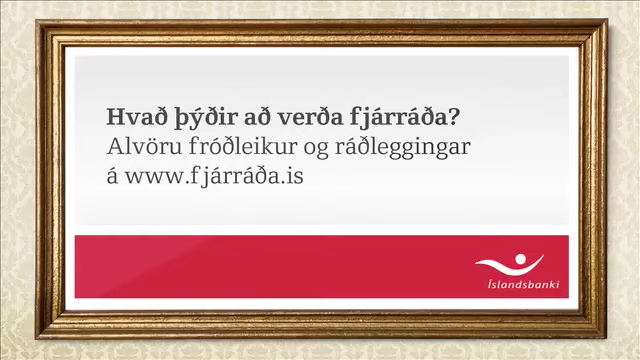 Hvað þýðir að verða fjárráða?
Alvöru fróðleikur og ráðleggingar
á www.fjárráða.is
Íslandsbanki